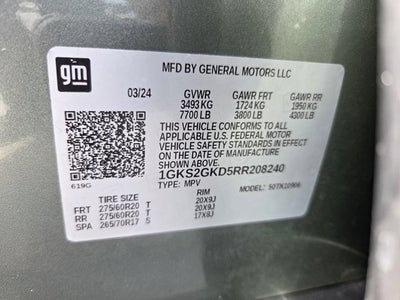 gm
MFD BY GENERAL MOTORS LLC
03/24 GVWR GAWR FRT GAWR RR
3493 KG 1724 KG 1950 KG
7700 LB 3800 LB 4300 LB
THIS VEHICLE CONFORMS TO ALL
APPLICABLE U.S. FEDERAL MOTOR
VEHICLE SAFETY STANDARDS IN EFFECT
ON THE DATE OF MANUFACTURE
SHOWN ABOVE.
1GKS2GKD5RR208240
TYPE: MPV MODEL: 50TK10906
619G
TIRE SIZE RIM
FRT 275/60R20 T 20X9J
RR 275/60R20 T 20X9J
SPA 265/70R17 S 17X8J